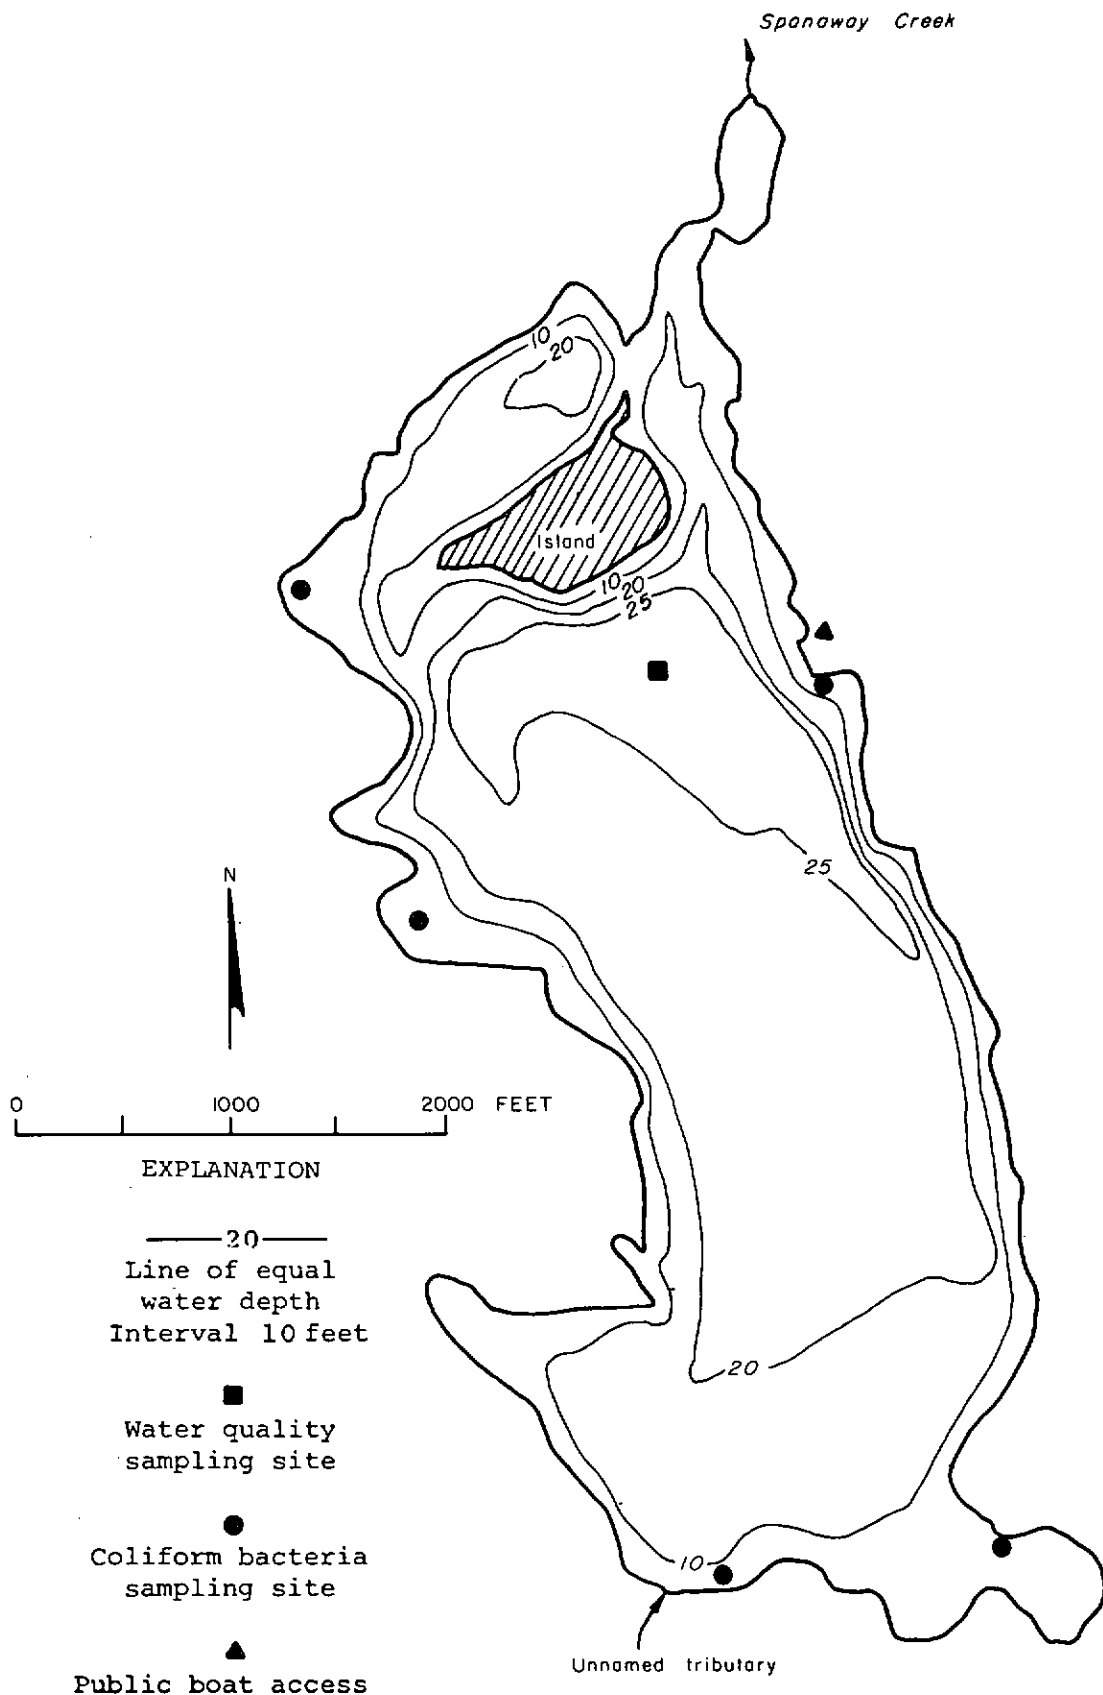 Spanaway Creek
10
20
Island
10
20
25
25
N
0 1000 2000 FEET
EXPLANATION
20
Line of equal
water depth
Interval 10 feet
20
Water quality
sampling site
Coliform bacteria
sampling site
10
Public boat access
Unnamed tributary